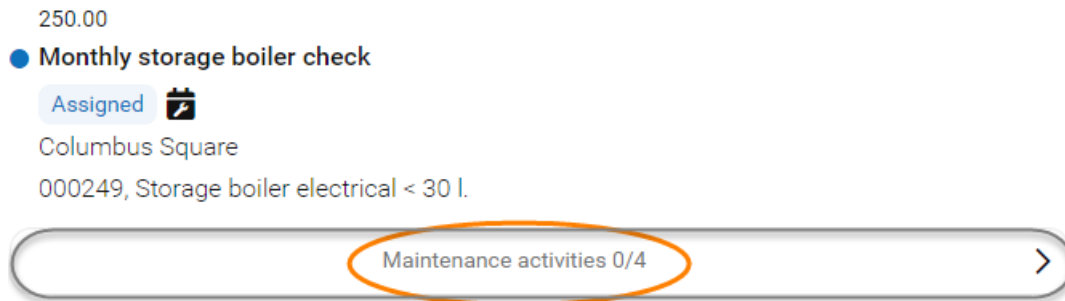 250.00
Monthly storage boiler check
Assigned
Columbus Square
000249, Storage boiler electrical < 30 l.
Maintenance activities 0/4